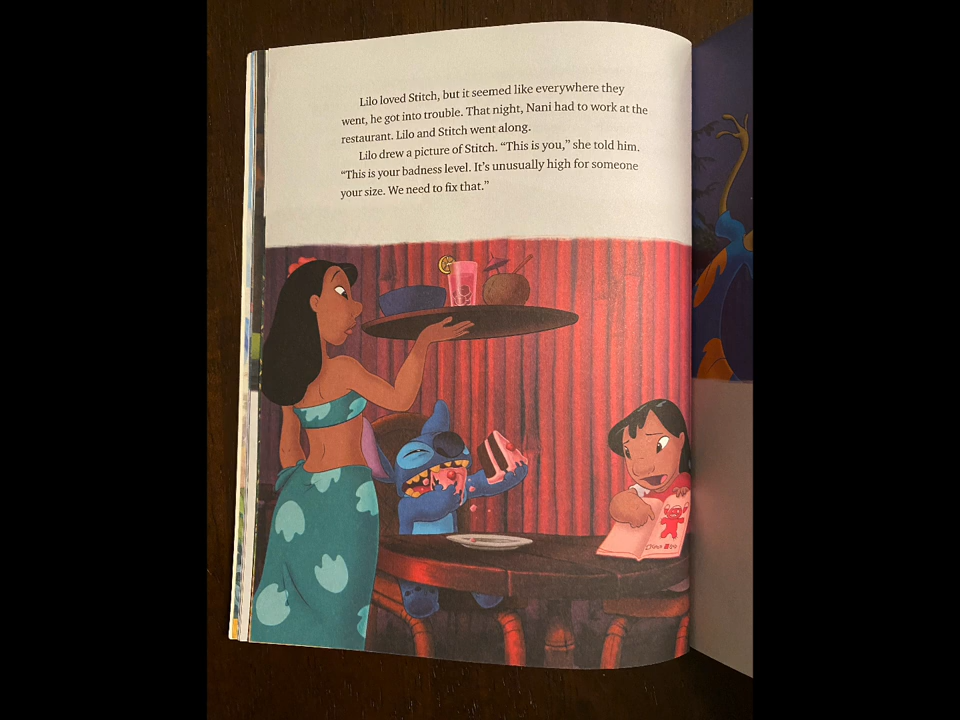 Lilo loved Stitch, but it seemed like everywhere they
went, he got into trouble. That night, Nani had to work at the
restaurant. Lilo and Stitch went along.
Lilo drew a picture of Stitch. “This is you,” she told him.
“This is your badness level. It’s unusually high for someone
your size. We need to fix that.”